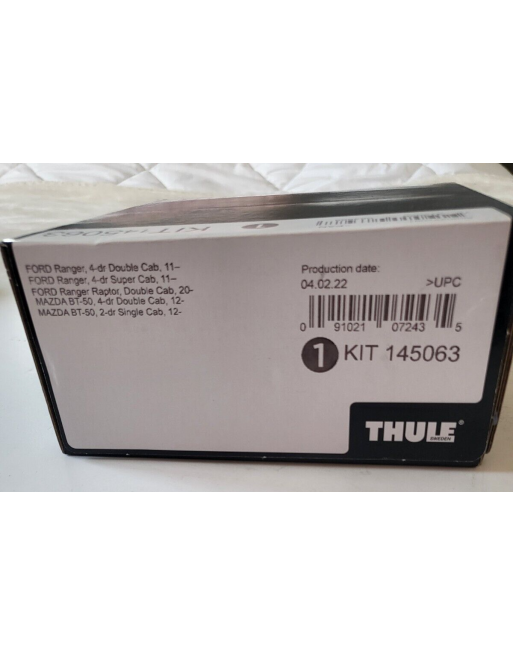 KIT145063 1
FORD Ranger, 4-dr Double Cab, 11–
FORD Ranger, 4-dr Super Cab, 11–
FORD Ranger Raptor, Double Cab, 20-
MAZDA BT-50, 4-dr Double Cab, 12-
MAZDA BT-50, 2-dr Single Cab, 12-
Production date:
04.02.22 >UPC
0 91021 07243 5
1 KIT 145063
THULE®
SWEDEN